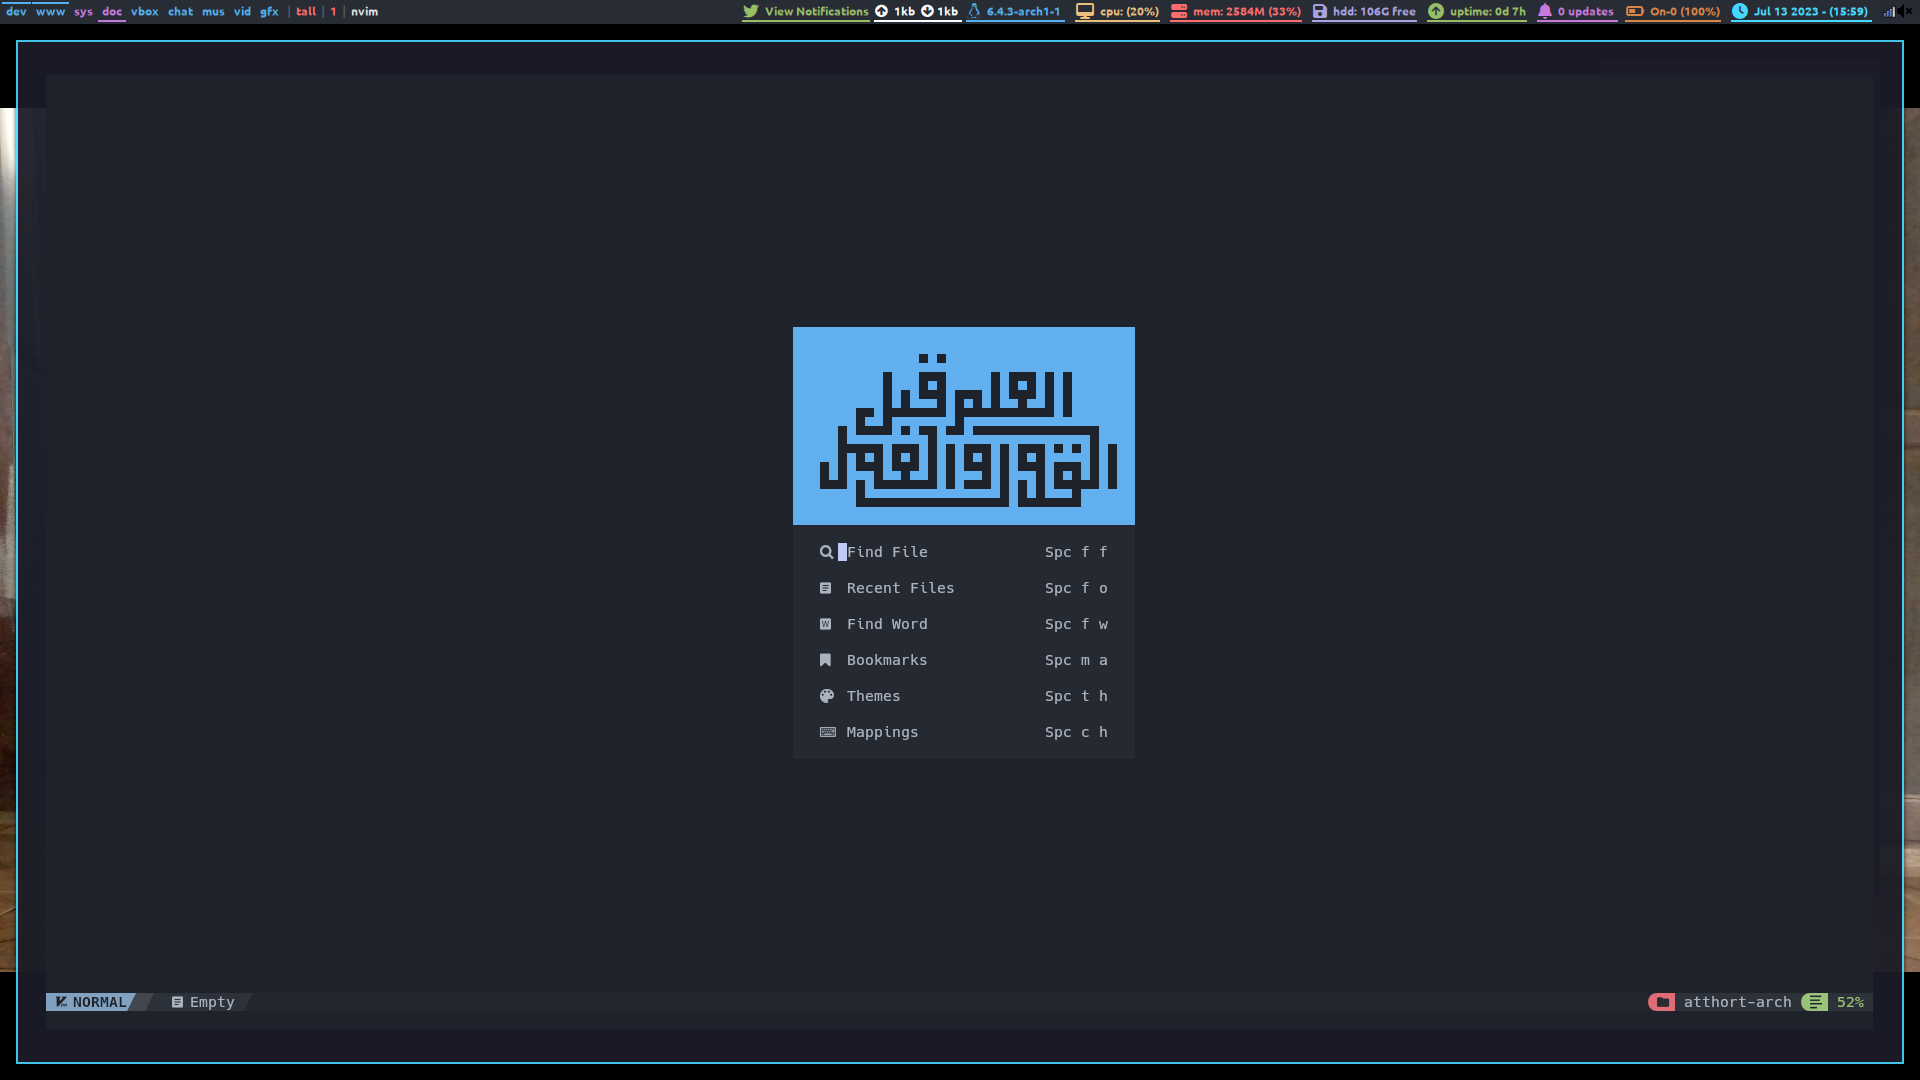 dev www sys doc vbox chat mus vid gfx | tall | 1 | nvim
View Notifications 1kb 1kb 6.4.3-arch1-1 cpu: (20%) mem: 2584M (33%) hdd: 106G free uptime: 0d 7h 0 updates On-0 (100%) Jul 13 2023 - (15:59)
العلم قبل
القول والعمل
Find File Spc f f
Recent Files Spc f o
Find Word Spc f w
Bookmarks Spc m a
Themes Spc t h
Mappings Spc c h
NORMAL Empty atthort-arch 52%